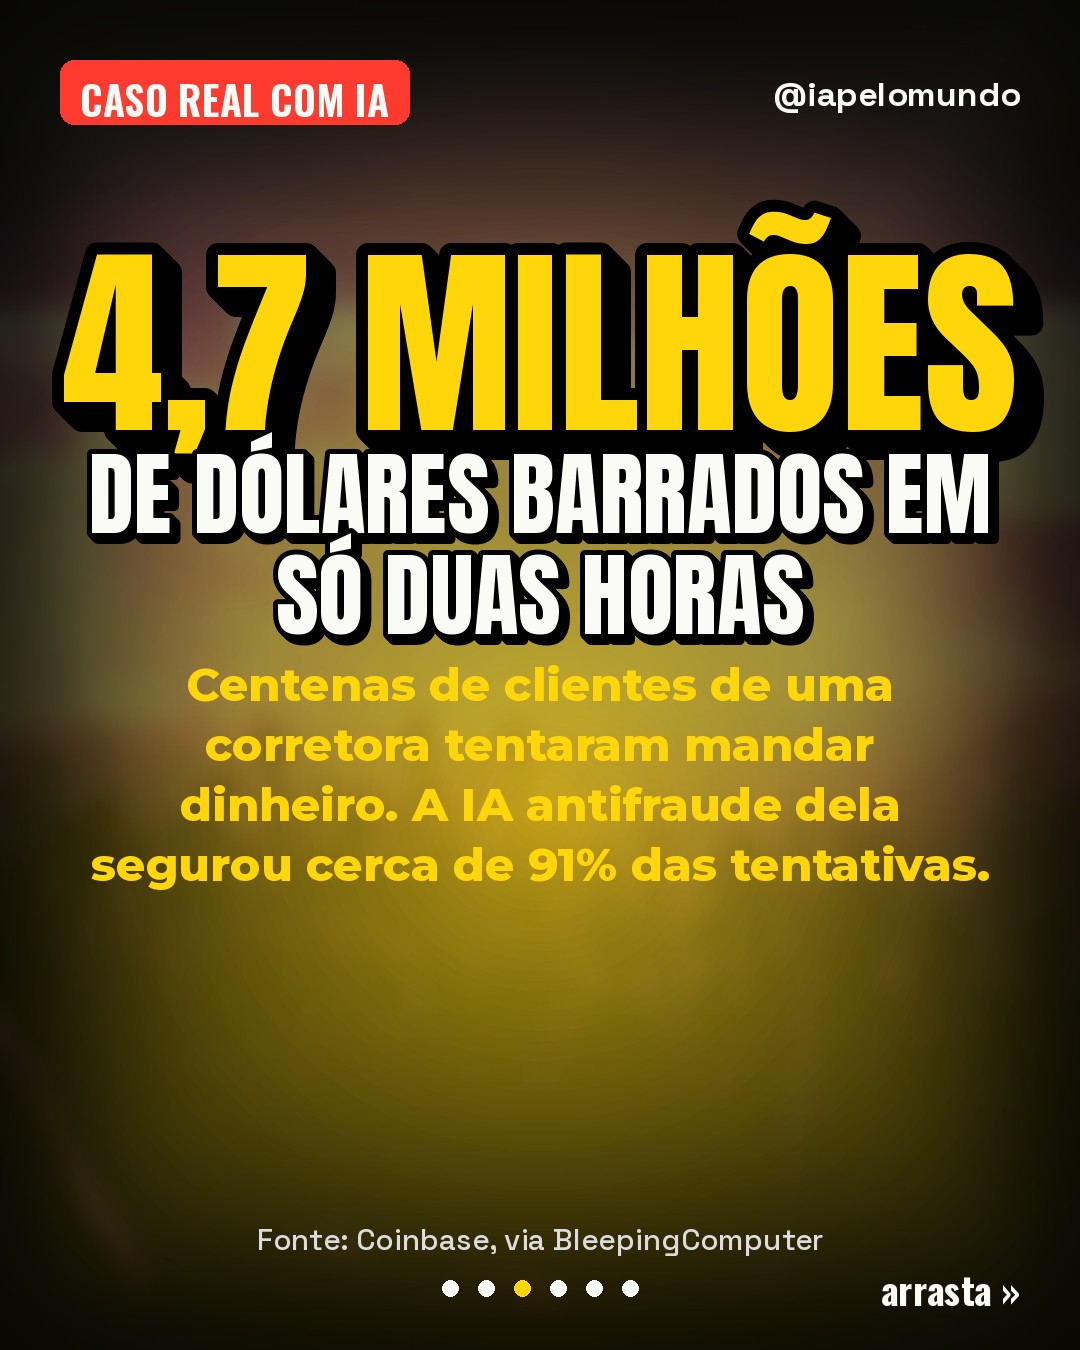 CASO REAL COM IA
@iapelomundo
4,7 MILHÕES
DE DÓLARES BARRADOS EM
SÓ DUAS HORAS
Centenas de clientes de uma
corretora tentaram mandar
dinheiro. A IA antifraude dela
segurou cerca de 91% das tentativas.
Fonte: Coinbase, via BleepingComputer
arrasta »